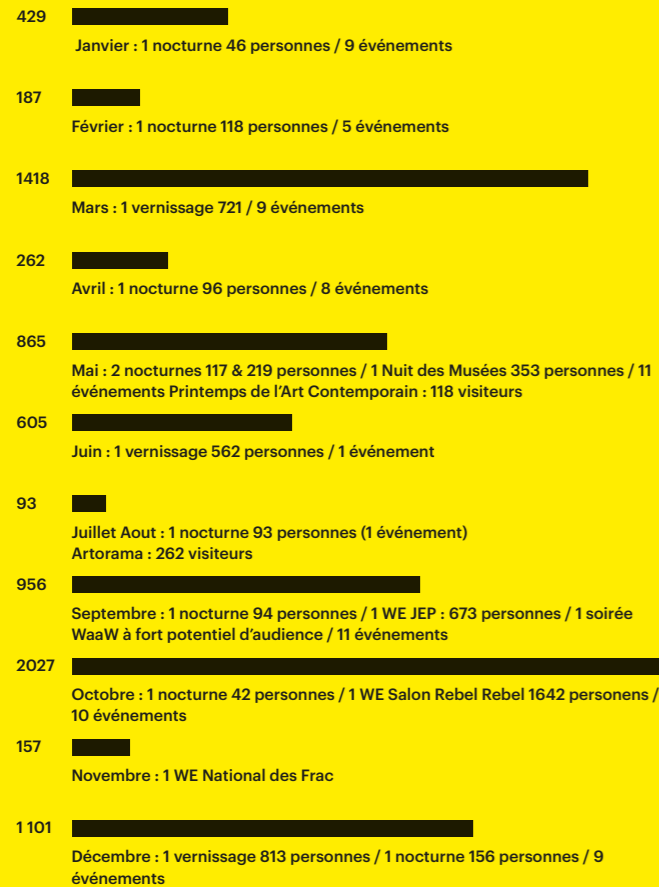 429
Janvier : 1 nocturne 46 personnes / 9 événements
187
Février : 1 nocturne 118 personnes / 5 événements
1418
Mars : 1 vernissage 721 / 9 événements
262
Avril : 1 nocturne 96 personnes / 8 événements
865
Mai : 2 nocturnes 117 & 219 personnes / 1 Nuit des Musées 353 personnes / 11
événements Printemps de l’Art Contemporain : 118 visiteurs
605
Juin : 1 vernissage 562 personnes / 1 événement
93
Juillet Aout : 1 nocturne 93 personnes (1 événement)
Artorama : 262 visiteurs
956
Septembre : 1 nocturne 94 personnes / 1 WE JEP : 673 personnes / 1 soirée
WaaW à fort potentiel d’audience / 11 événements
2027
Octobre : 1 nocturne 42 personnes / 1 WE Salon Rebel Rebel 1642 personens /
10 événements
157
Novembre : 1 WE National des Frac
1 101
Décembre : 1 vernissage 813 personnes / 1 nocturne 156 personnes / 9
événements